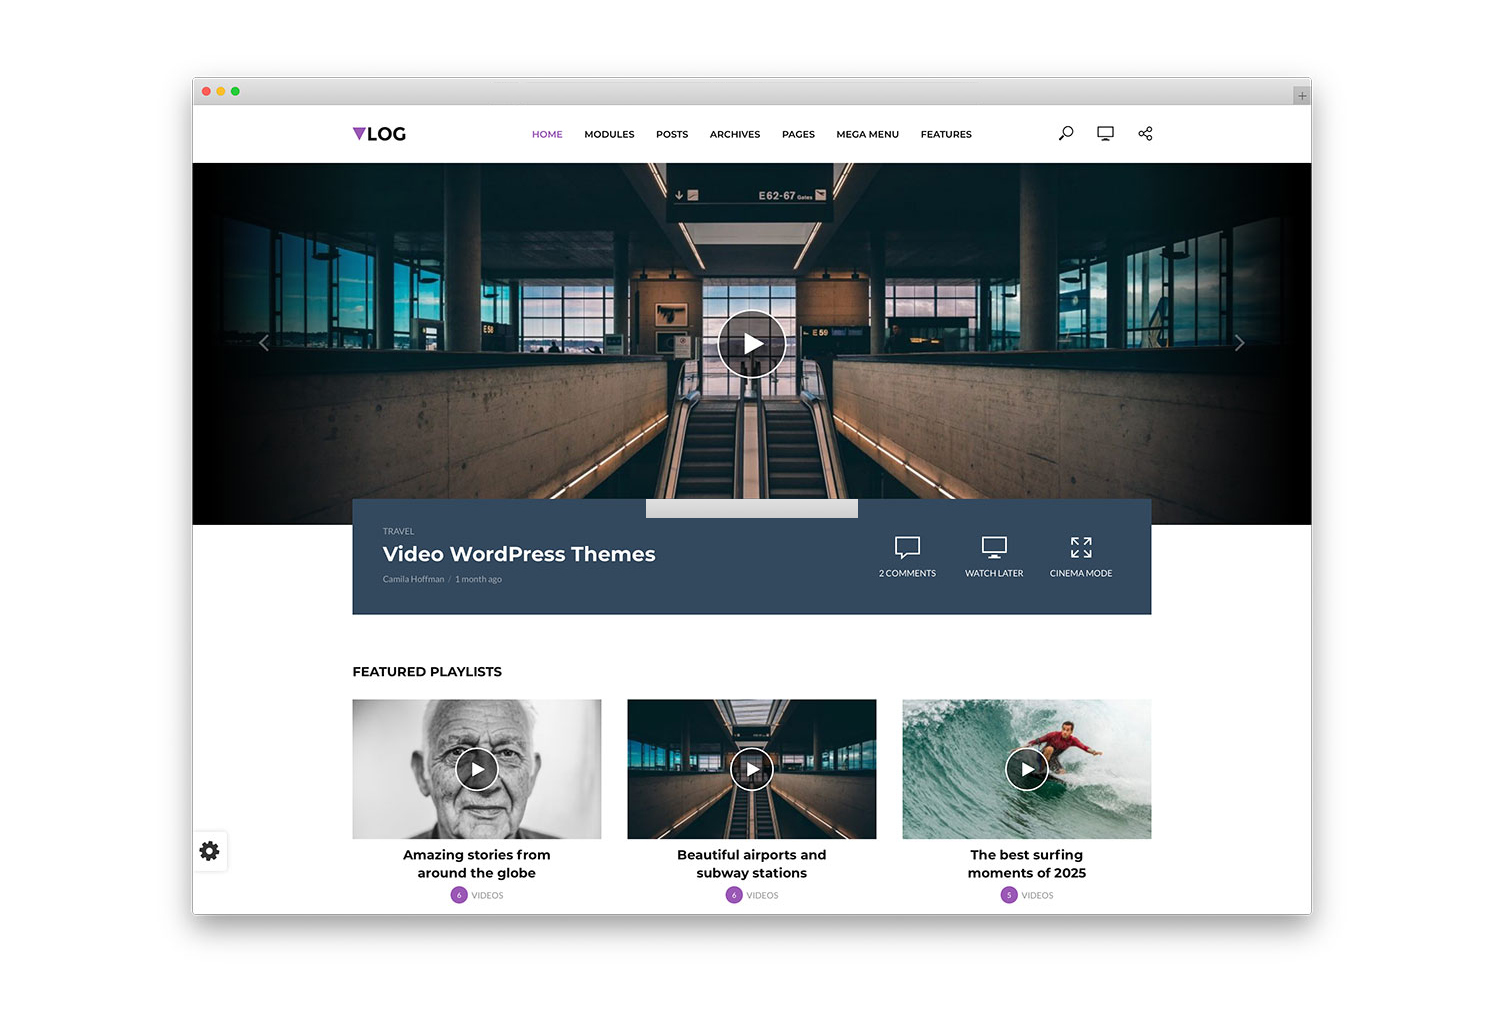 VLOG
HOME MODULES POSTS ARCHIVES PAGES MEGA MENU FEATURES
E62-67 Gates
E58
E59
TRAVEL
Video WordPress Themes
Camila Hoffman / 1 month ago
2 COMMENTS WATCH LATER CINEMA MODE
FEATURED PLAYLISTS
Amazing stories from
around the globe
6 VIDEOS
Beautiful airports and
subway stations
6 VIDEOS
The best surfing
moments of 2025
5 VIDEOS